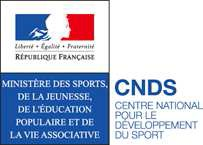 Liberté • Égalité • Fraternité
RÉPUBLIQUE FRANÇAISE
MINISTÈRE DES SPORTS,
DE LA JEUNESSE,
DE L'ÉDUCATION
POPULAIRE ET DE
LA VIE ASSOCIATIVE
CNDS
CENTRE NATIONAL
POUR LE
DÉVELOPPEMENT
DU SPORT